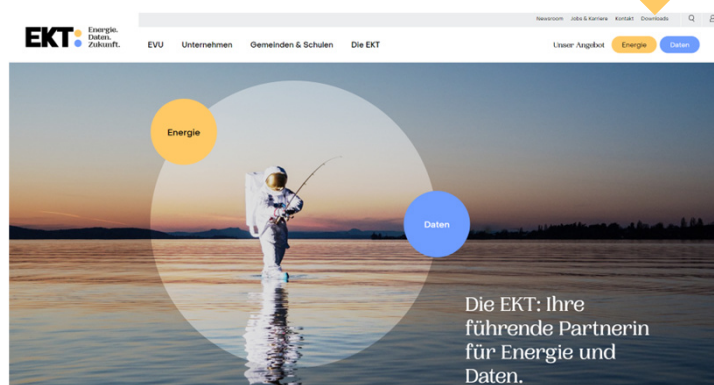 Newsroom Jobs & Karriere Kontakt Downloads
EKT Energie.
Daten.
Zukunft.
EVU Unternehmen Gemeinden & Schulen Die EKT
Unser Angebot Energie Daten
Energie
Daten
Die EKT: Ihre
führende Partnerin
für Energie und
Daten.